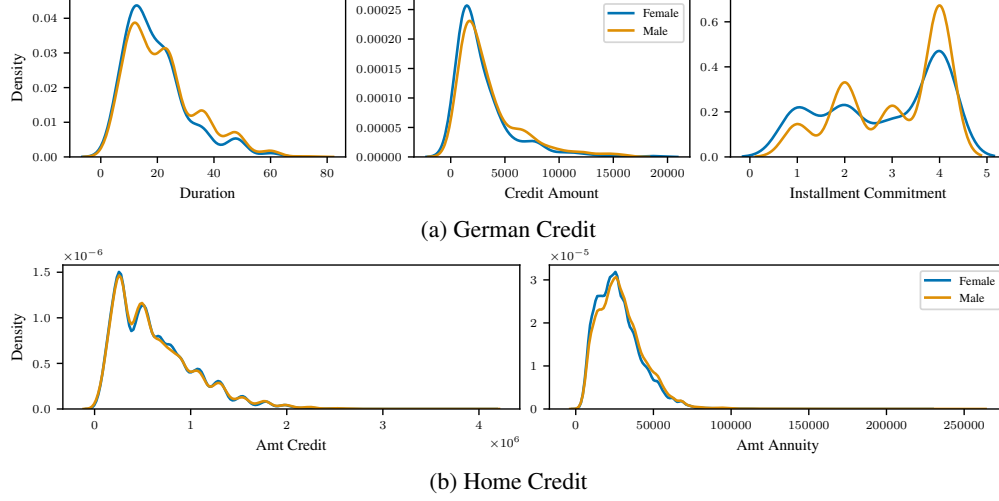 0.04
0.03
0.02
0.01
0.00
Density
0 20 40 60 80
Duration
0.00025
0.00020
0.00015
0.00010
0.00005
0.00000
0 5000 10000 15000 20000
Credit Amount
Female
Male
0.6
0.4
0.2
0.0
0 1 2 3 4 5
Installment Commitment
(a) German Credit
×10⁻⁶
1.5
1.0
0.5
0.0
Density
0 1 2 3 4
×10⁶
Amt Credit
×10⁻⁵
3
2
1
0
0 50000 100000 150000 200000 250000
Amt Annuity
Female
Male
(b) Home Credit